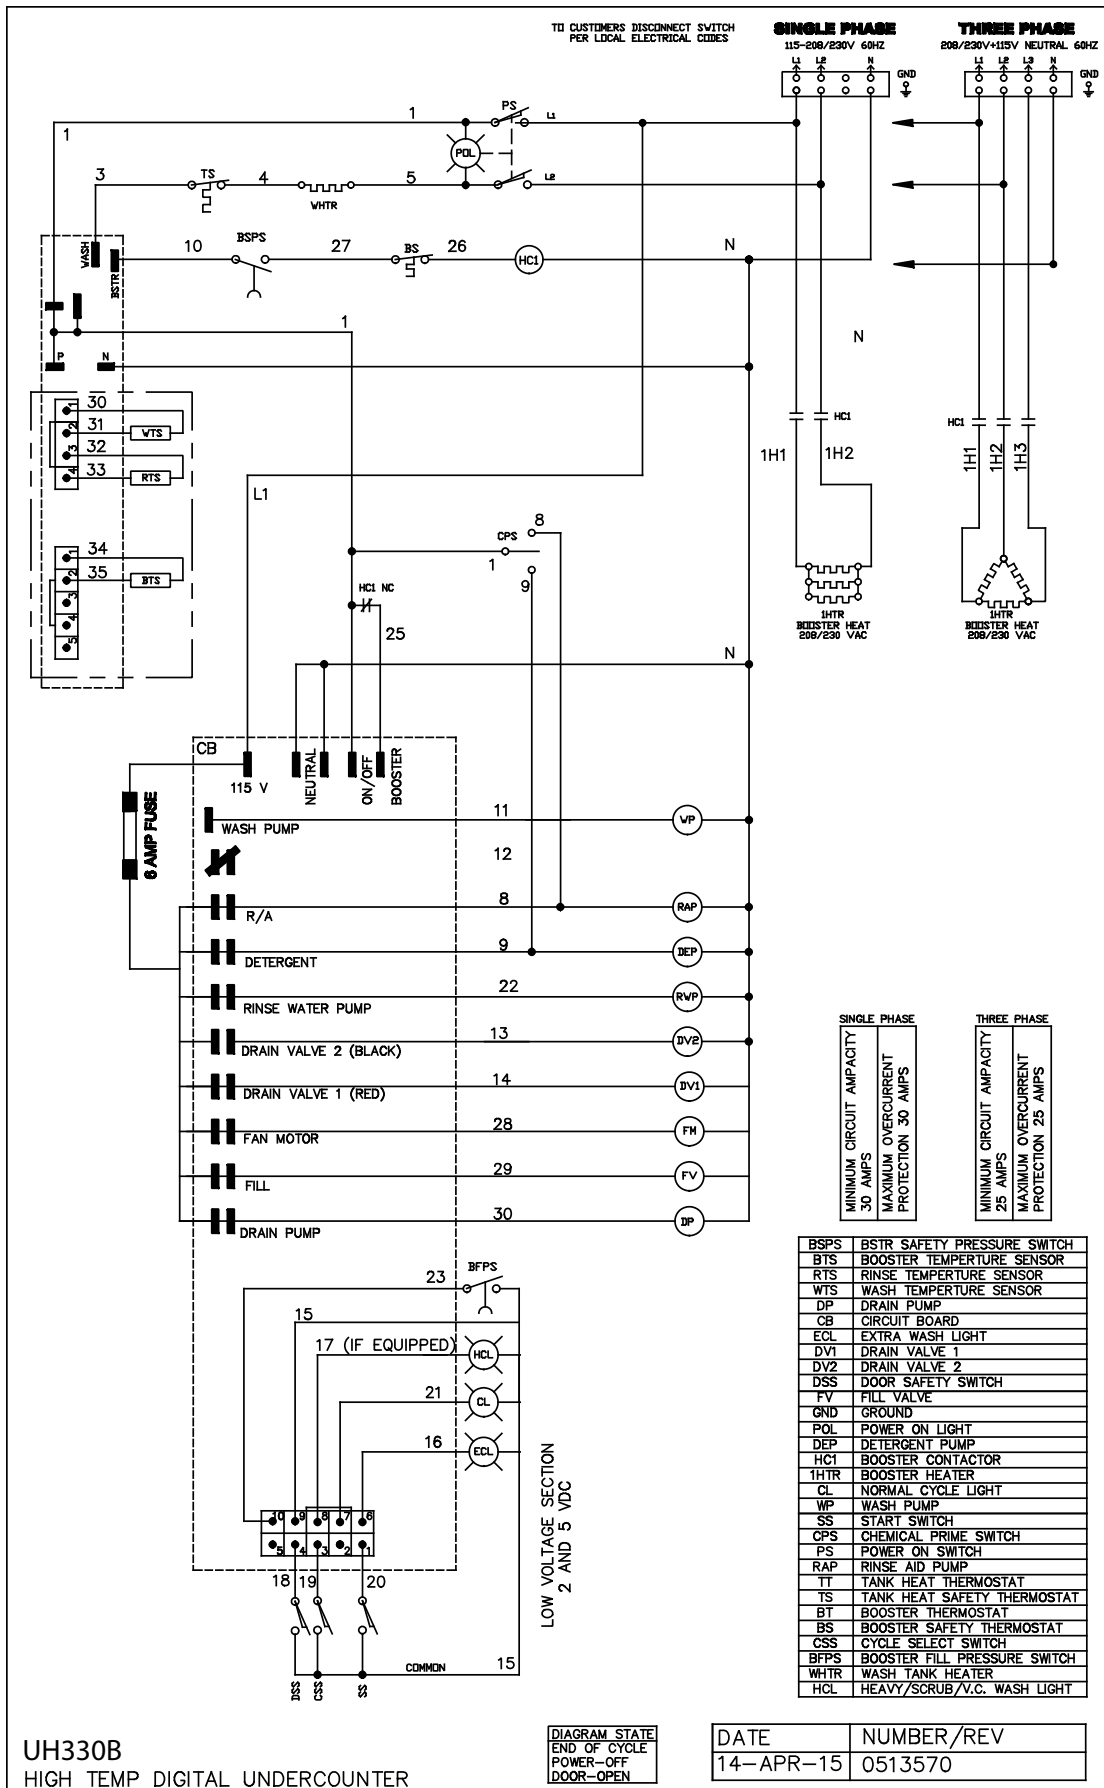 TO CUSTOMERS DISCONNECT SWITCH
PER LOCAL ELECTRICAL CODES
SINGLE PHASE
115-208/230V 60HZ
L1 L2 N
GND
THREE PHASE
208/230V+115V NEUTRAL 60HZ
L1 L2 L3 N
GND
1
1
PS
L1
POL
3
TS
4
WHTR
5
L2
WASH
BSTR
10
BSPS
27
BS
26
HC1
N
1
N
P
N
30
31
WTS
32
33
RTS
1
2
3
4
HC1
HC1
1H1
1H2
1H1
1H2
1H3
L1
34
35
BTS
1
2
3
4
5
CPS
8
1
9
HC1 NC
25
1HTR
BOOSTER HEAT
208/230 VAC
1HTR
BOOSTER HEAT
208/230 VAC
N
CB
115 V
NEUTRAL
ON/OFF
BOOSTER
6 AMP FUSE
WASH PUMP
11
WP
12
R/A
8
RAP
DETERGENT
9
DEP
RINSE WATER PUMP
22
RWP
DRAIN VALVE 2 (BLACK)
13
DV2
DRAIN VALVE 1 (RED)
14
DV1
FAN MOTOR
28
FM
FILL
29
FV
DRAIN PUMP
30
DP
SINGLE PHASE
MINIMUM CIRCUIT AMPACITY
30 AMPS
MAXIMUM OVERCURRENT
PROTECTION 30 AMPS
THREE PHASE
MINIMUM CIRCUIT AMPACITY
25 AMPS
MAXIMUM OVERCURRENT
PROTECTION 25 AMPS
23
BFPS
15
17 (IF EQUIPPED)
HCL
21
CL
16
ECL
LOW VOLTAGE SECTION
2 AND 5 VDC
10 9 8 7 6
5 4 3 2 1
18 19 20
COMMON
15
DSS
CSS
SS
BSPS BSTR SAFETY PRESSURE SWITCH
BTS BOOSTER TEMPERTURE SENSOR
RTS RINSE TEMPERTURE SENSOR
WTS WASH TEMPERTURE SENSOR
DP DRAIN PUMP
CB CIRCUIT BOARD
ECL EXTRA WASH LIGHT
DV1 DRAIN VALVE 1
DV2 DRAIN VALVE 2
DSS DOOR SAFETY SWITCH
FV FILL VALVE
GND GROUND
POL POWER ON LIGHT
DEP DETERGENT PUMP
HC1 BOOSTER CONTACTOR
1HTR BOOSTER HEATER
CL NORMAL CYCLE LIGHT
WP WASH PUMP
SS START SWITCH
CPS CHEMICAL PRIME SWITCH
PS POWER ON SWITCH
RAP RINSE AID PUMP
TT TANK HEAT THERMOSTAT
TS TANK HEAT SAFETY THERMOSTAT
BT BOOSTER THERMOSTAT
BS BOOSTER SAFETY THERMOSTAT
CSS CYCLE SELECT SWITCH
BFPS BOOSTER FILL PRESSURE SWITCH
WHTR WASH TANK HEATER
HCL HEAVY/SCRUB/V.C. WASH LIGHT
UH330B
HIGH TEMP DIGITAL UNDERCOUNTER
DIAGRAM STATE
END OF CYCLE
POWER-OFF
DOOR-OPEN
DATE NUMBER/REV
14-APR-15 0513570